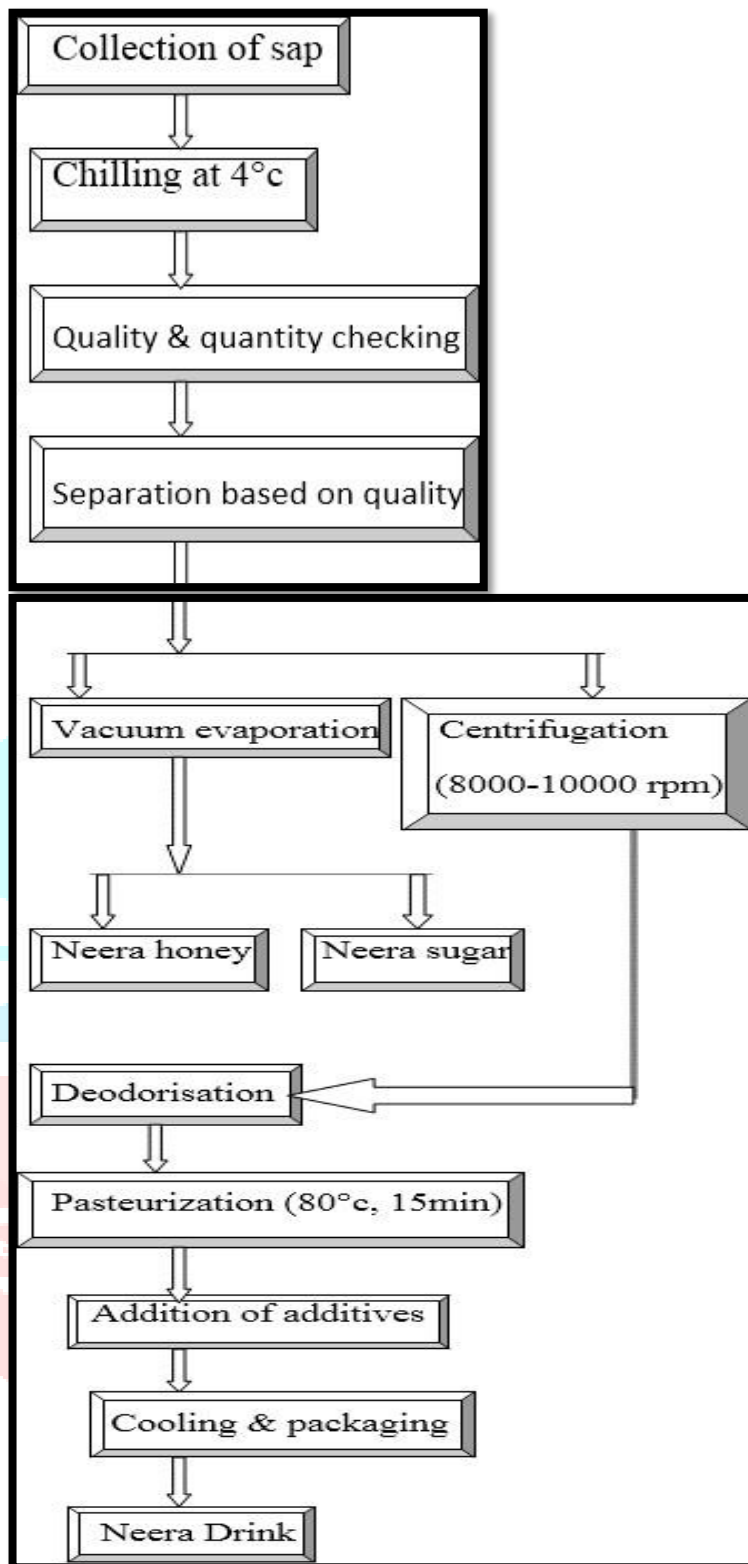 Collection of sap
Chilling at 4°c
Quality & quantity checking
Separation based on quality
Vacuum evaporation
Centrifugation
(8000-10000 rpm)
Neera honey
Neera sugar
Deodorisation
Pasteurization (80°c, 15min)
Addition of additives
Cooling & packaging
Neera Drink